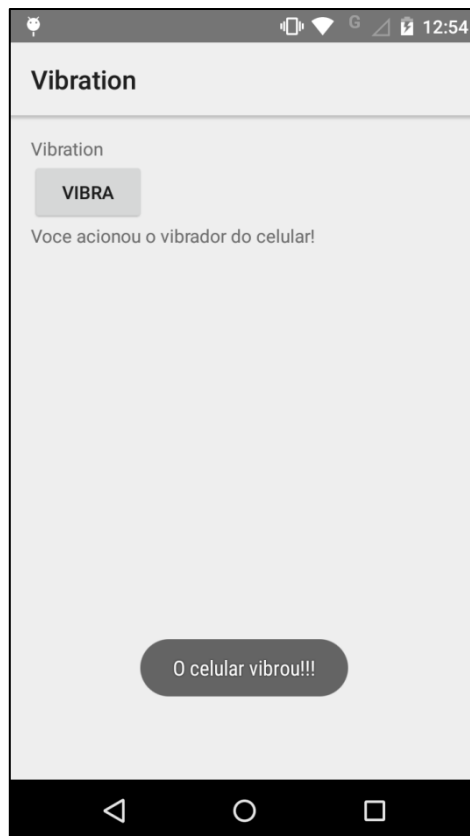 G 12:54
Vibration
Vibration
VIBRA
Voce acionou o vibrador do celular!
O celular vibrou!!!